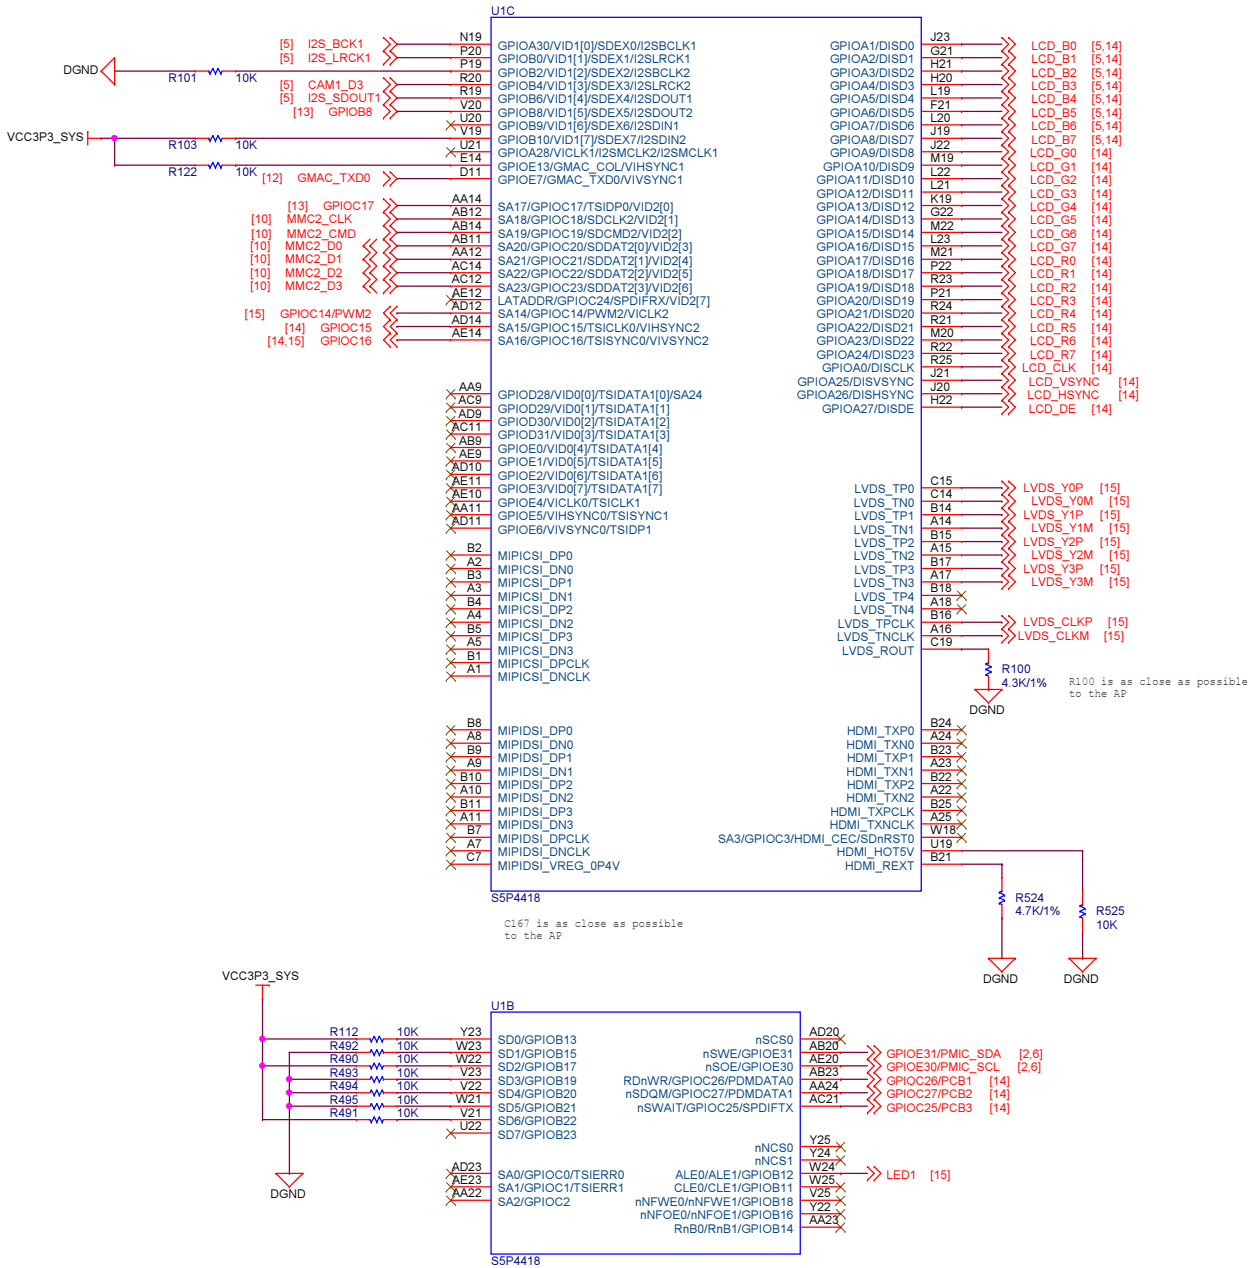 U1C
[5] I2S_BCK1 N19 GPIOA30/VID1[0]/SDEX0/I2SBCLK1
[5] I2S_LRCK1 P20 GPIOB0/VID1[1]/SDEX1/I2SLRCK1
DGND R101 10K P19 GPIOB2/VID1[2]/SDEX2/I2SBCLK2
[5] CAM1_D3 R20 GPIOB4/VID1[3]/SDEX3/I2SLRCK2
[5] I2S_SDOUT1 R19 GPIOB6/VID1[4]/SDEX4/I2SDOUT1
[13] GPIOB8 V20 GPIOB8/VID1[5]/SDEX5/I2SDOUT2
U20 GPIOB9/VID1[6]/SDEX6/I2SDIN1
VCC3P3_SYS R103 10K V19 GPIOB10/VID1[7]/SDEX7/I2SDIN2
U21 GPIOA28/VICLK1/I2SMCLK2/I2SMCLK1
R122 10K E14 GPIOE13/GMAC_COL/VIHSYNC1
[12] GMAC_TXD0 D11 GPIOE7/GMAC_TXD0/VIVSYNC1
[13] GPIOC17 AA14 SA17/GPIOC17/TSIDP0/VID2[0]
[10] MMC2_CLK AB12 SA18/GPIOC18/SDCLK2/VID2[1]
[10] MMC2_CMD AB14 SA19/GPIOC19/SDCMD2/VID2[2]
[10] MMC2_D0 AB11 SA20/GPIOC20/SDDAT2[0]/VID2[3]
[10] MMC2_D1 AA12 SA21/GPIOC21/SDDAT2[1]/VID2[4]
[10] MMC2_D2 AC14 SA22/GPIOC22/SDDAT2[2]/VID2[5]
[10] MMC2_D3 AC12 SA23/GPIOC23/SDDAT2[3]/VID2[6]
AE12 LATADDR/GPIOC24/SPDIFRX/VID2[7]
[15] GPIOC14/PWM2 AD12 SA14/GPIOC14/PWM2/VICLK2
[14] GPIOC15 AD14 SA15/GPIOC15/TSICLK0/VIHSYNC2
[14,15] GPIOC16 AE14 SA16/GPIOC16/TSISYNC0/VIVSYNC2
AA9 GPIOD28/VID0[0]/TSIDATA1[0]/SA24
AC9 GPIOD29/VID0[1]/TSIDATA1[1]
AD9 GPIOD30/VID0[2]/TSIDATA1[2]
AC11 GPIOD31/VID0[3]/TSIDATA1[3]
AB9 GPIOE0/VID0[4]/TSIDATA1[4]
AE9 GPIOE1/VID0[5]/TSIDATA1[5]
AD10 GPIOE2/VID0[6]/TSIDATA1[6]
AE11 GPIOE3/VID0[7]/TSIDATA1[7]
AE10 GPIOE4/VICLK0/TSICLK1
AA11 GPIOE5/VIHSYNC0/TSISYNC1
AD11 GPIOE6/VIVSYNC0/TSIDP1
B2 MIPICSI_DP0
A2 MIPICSI_DN0
B3 MIPICSI_DP1
A3 MIPICSI_DN1
B4 MIPICSI_DP2
A4 MIPICSI_DN2
B5 MIPICSI_DP3
A5 MIPICSI_DN3
B1 MIPICSI_DPCLK
A1 MIPICSI_DNCLK
B8 MIPIDSI_DP0
A8 MIPIDSI_DN0
B9 MIPIDSI_DP1
A9 MIPIDSI_DN1
B10 MIPIDSI_DP2
A10 MIPIDSI_DN2
B11 MIPIDSI_DP3
A11 MIPIDSI_DN3
B7 MIPIDSI_DPCLK
A7 MIPIDSI_DNCLK
C7 MIPIDSI_VREG_0P4V
GPIOA1/DISD0 J23 LCD_B0 [5,14]
GPIOA2/DISD1 G21 LCD_B1 [5,14]
GPIOA3/DISD2 H21 LCD_B2 [5,14]
GPIOA4/DISD3 H20 LCD_B3 [5,14]
GPIOA5/DISD4 L19 LCD_B4 [5,14]
GPIOA6/DISD5 F21 LCD_B5 [5,14]
GPIOA7/DISD6 L20 LCD_B6 [5,14]
GPIOA8/DISD7 J19 LCD_B7 [5,14]
GPIOA9/DISD8 J22 LCD_G0 [14]
GPIOA10/DISD9 M19 LCD_G1 [14]
GPIOA11/DISD10 L22 LCD_G2 [14]
GPIOA12/DISD11 L21 LCD_G3 [14]
GPIOA13/DISD12 K19 LCD_G4 [14]
GPIOA14/DISD13 G22 LCD_G5 [14]
GPIOA15/DISD14 M22 LCD_G6 [14]
GPIOA16/DISD15 L23 LCD_G7 [14]
GPIOA17/DISD16 M21 LCD_R0 [14]
GPIOA18/DISD17 P22 LCD_R1 [14]
GPIOA19/DISD18 R23 LCD_R2 [14]
GPIOA20/DISD19 P21 LCD_R3 [14]
GPIOA21/DISD20 R24 LCD_R4 [14]
GPIOA22/DISD21 R21 LCD_R5 [14]
GPIOA23/DISD22 M20 LCD_R6 [14]
GPIOA24/DISD23 R22 LCD_R7 [14]
GPIOA0/DISCLK R25 LCD_CLK [14]
GPIOA25/DISVSYNC J21 LCD_VSYNC [14]
GPIOA26/DISHSYNC J20 LCD_HSYNC [14]
GPIOA27/DISDE H22 LCD_DE [14]
LVDS_TP0 C15 LVDS_Y0P [15]
LVDS_TN0 C14 LVDS_Y0M [15]
LVDS_TP1 B14 LVDS_Y1P [15]
LVDS_TN1 A14 LVDS_Y1M [15]
LVDS_TP2 B15 LVDS_Y2P [15]
LVDS_TN2 A15 LVDS_Y2M [15]
LVDS_TP3 B17 LVDS_Y3P [15]
LVDS_TN3 A17 LVDS_Y3M [15]
LVDS_TP4 B18
LVDS_TN4 A18
LVDS_TPCLK B16 LVDS_CLKP [15]
LVDS_TNCLK A16 LVDS_CLKM [15]
LVDS_ROUT C19
R100
4.3K/1%
DGND
R100 is as close as possible
to the AP
HDMI_TXP0 B24
HDMI_TXN0 A24
HDMI_TXP1 B23
HDMI_TXN1 A23
HDMI_TXP2 B22
HDMI_TXN2 A22
HDMI_TXPCLK B25
HDMI_TXNCLK A25
SA3/GPIOC3/HDMI_CEC/SDnRST0 W18
HDMI_HOT5V U19
HDMI_REXT B21
R524
4.7K/1%
R525
10K
DGND
DGND
S5P4418
C167 is as close as possible
to the AP
VCC3P3_SYS
U1B
R112 10K Y23 SD0/GPIOB13
R492 10K W23 SD1/GPIOB15
R490 10K W22 SD2/GPIOB17
R493 10K V23 SD3/GPIOB19
R494 10K V22 SD4/GPIOB20
R495 10K W21 SD5/GPIOB21
R491 10K V21 SD6/GPIOB22
U22 SD7/GPIOB23
DGND
AD23 SA0/GPIOC0/TSIERR0
AE23 SA1/GPIOC1/TSIERR1
AA22 SA2/GPIOC2
nSCS0 AD20
nSWE/GPIOE31 AB20 GPIOE31/PMIC_SDA [2,6]
nSOE/GPIOE30 AE20 GPIOE30/PMIC_SCL [2,6]
RDnWR/GPIOC26/PDMDATA0 AB23 GPIOC26/PCB1 [14]
nSDQM/GPIOC27/PDMDATA1 AA24 GPIOC27/PCB2 [14]
nSWAIT/GPIOC25/SPDIFTX AC21 GPIOC25/PCB3 [14]
nNCS0 Y25
nNCS1 Y24
ALE0/ALE1/GPIOB12 W24 LED1 [15]
CLE0/CLE1/GPIOB11 W25
nNFWE0/nNFWE1/GPIOB18 V25
nNFOE0/nNFOE1/GPIOB16 Y22
RnB0/RnB1/GPIOB14 AA23
S5P4418